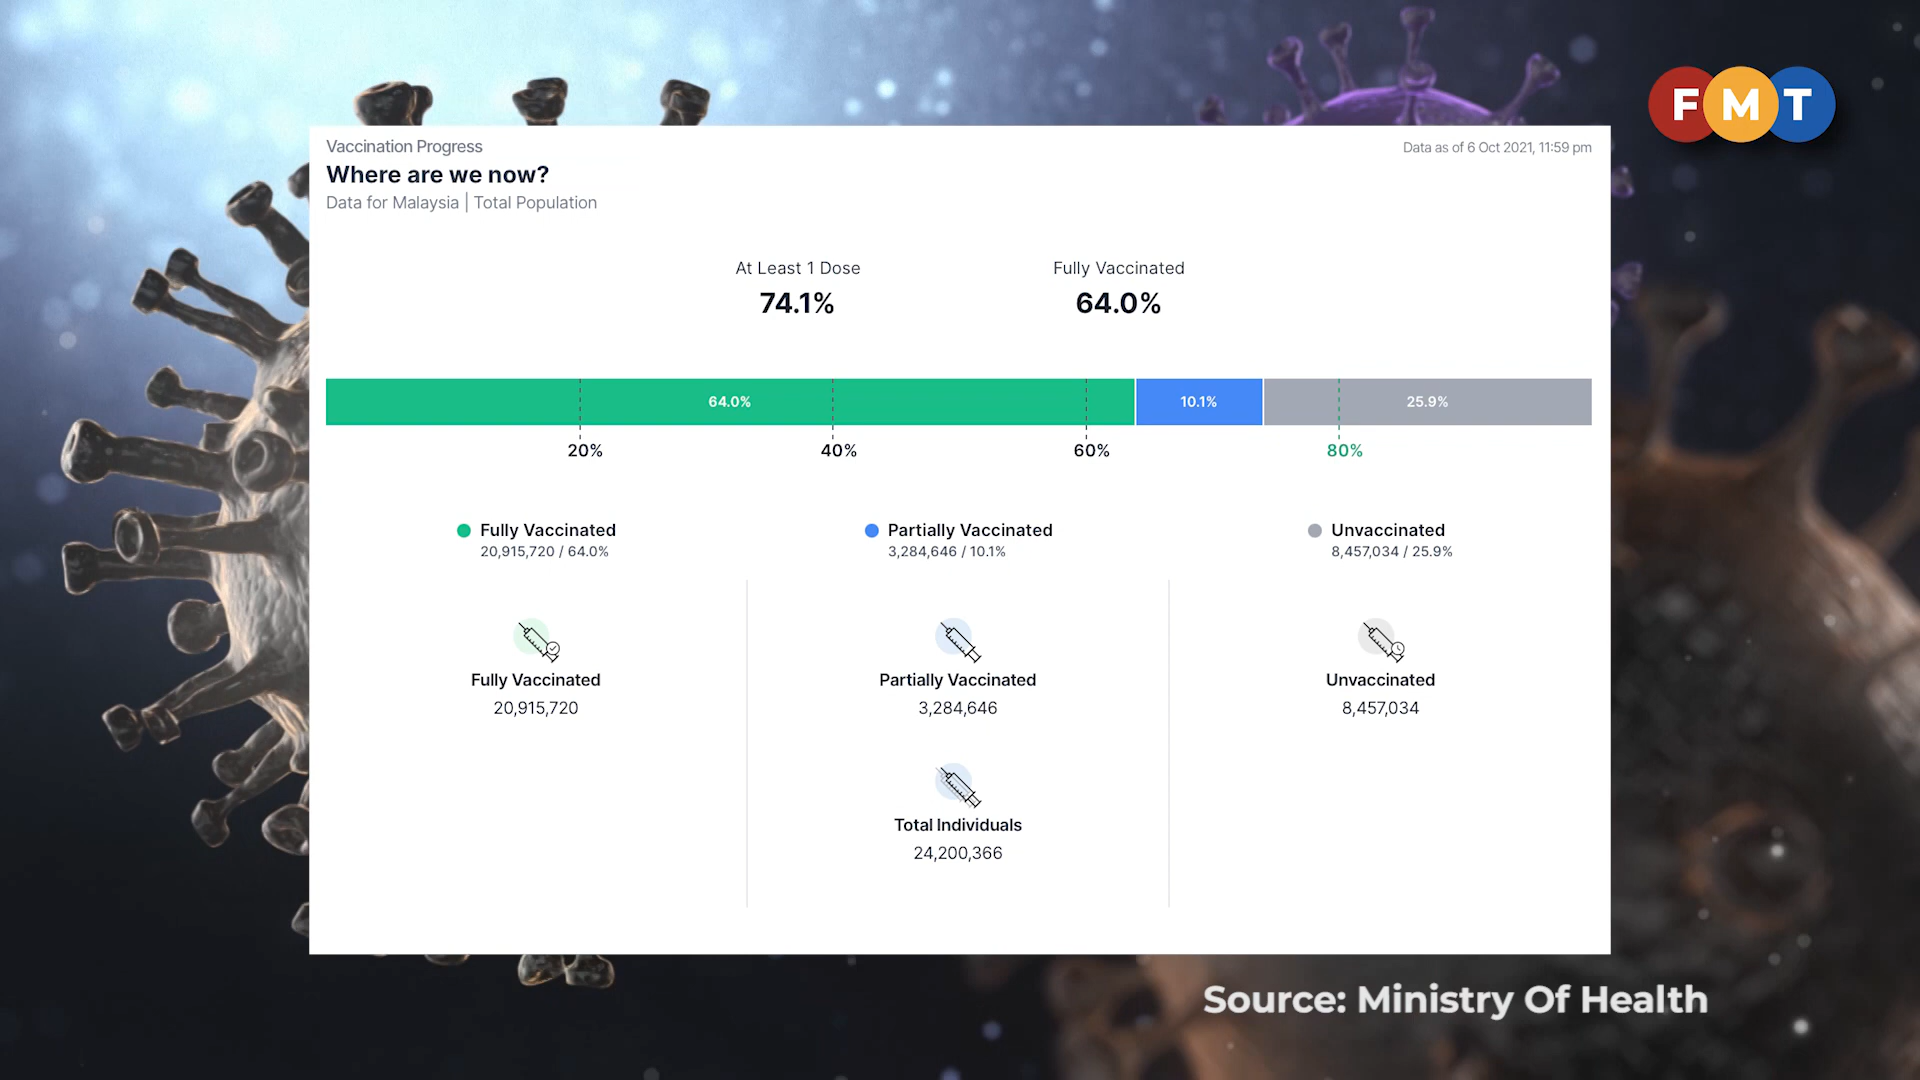 FMT
Vaccination Progress
Data as of 6 Oct 2021, 11:59 pm
Where are we now?
Data for Malaysia | Total Population
At Least 1 Dose
Fully Vaccinated
74.1%
64.0%
64.0%
10.1%
25.9%
20%
40%
60%
80%
Fully Vaccinated
20,915,720 / 64.0%
Partially Vaccinated
3,284,646 / 10.1%
Unvaccinated
8,457,034 / 25.9%
Fully Vaccinated
20,915,720
Partially Vaccinated
3,284,646
Unvaccinated
8,457,034
Total Individuals
24,200,366
Source: Ministry Of Health